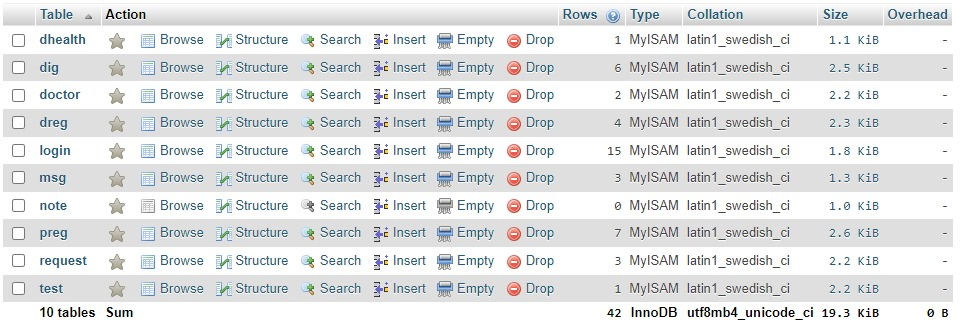 Table Action Rows Type Collation Size Overhead
dhealth Browse Structure Search Insert Empty Drop 1 MyISAM latin1_swedish_ci 1.1 KiB -
dig Browse Structure Search Insert Empty Drop 6 MyISAM latin1_swedish_ci 2.5 KiB -
doctor Browse Structure Search Insert Empty Drop 2 MyISAM latin1_swedish_ci 2.2 KiB -
dreg Browse Structure Search Insert Empty Drop 4 MyISAM latin1_swedish_ci 2.3 KiB -
login Browse Structure Search Insert Empty Drop 15 MyISAM latin1_swedish_ci 1.8 KiB -
msg Browse Structure Search Insert Empty Drop 3 MyISAM latin1_swedish_ci 1.3 KiB -
note Browse Structure Search Insert Empty Drop 0 MyISAM latin1_swedish_ci 1.0 KiB -
preg Browse Structure Search Insert Empty Drop 7 MyISAM latin1_swedish_ci 2.6 KiB -
request Browse Structure Search Insert Empty Drop 3 MyISAM latin1_swedish_ci 2.2 KiB -
test Browse Structure Search Insert Empty Drop 1 MyISAM latin1_swedish_ci 2.2 KiB -
10 tables Sum 42 InnoDB utf8mb4_unicode_ci 19.3 KiB 0 B